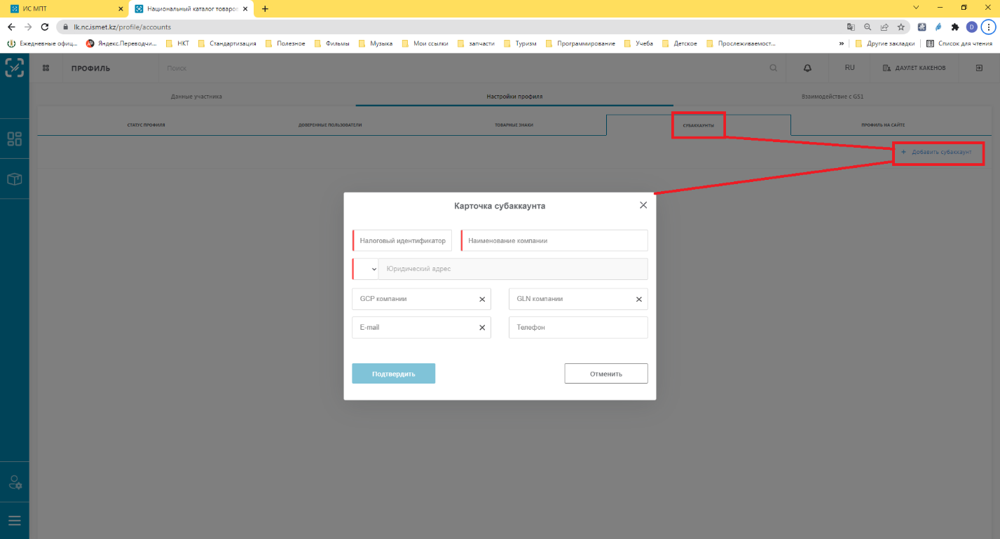 ИС МПТ
Национальный каталог товаров
lk.nc.ismet.kz/profile/accounts
D
Ежедневные офиц...
Яндекс.Переводчи...
НКТ
Стандартизация
Полезное
Фильмы
Музыка
Мои ссылки
запчасти
Туризм
Программирование
Учеба
Детское
Прослеживаемост...
»
Другие закладки
Список для чтения
ПРОФИЛЬ
Поиск
RU
ДАУЛЕТ КАКЕНОВ
Данные участника
Настройки профиля
Взаимодействие с GS1
СТАТУС ПРОФИЛЯ
ДОВЕРЕННЫЕ ПОЛЬЗОВАТЕЛИ
ТОВАРНЫЕ ЗНАКИ
СУБАККАУНТЫ
ПРОФИЛЬ НА САЙТЕ
+ Добавить субаккаунт
Карточка субаккаунта
Налоговый идентификатор
Наименование компании
Юридический адрес
GCP компании
GLN компании
E-mail
Телефон
Подтвердить
Отменить